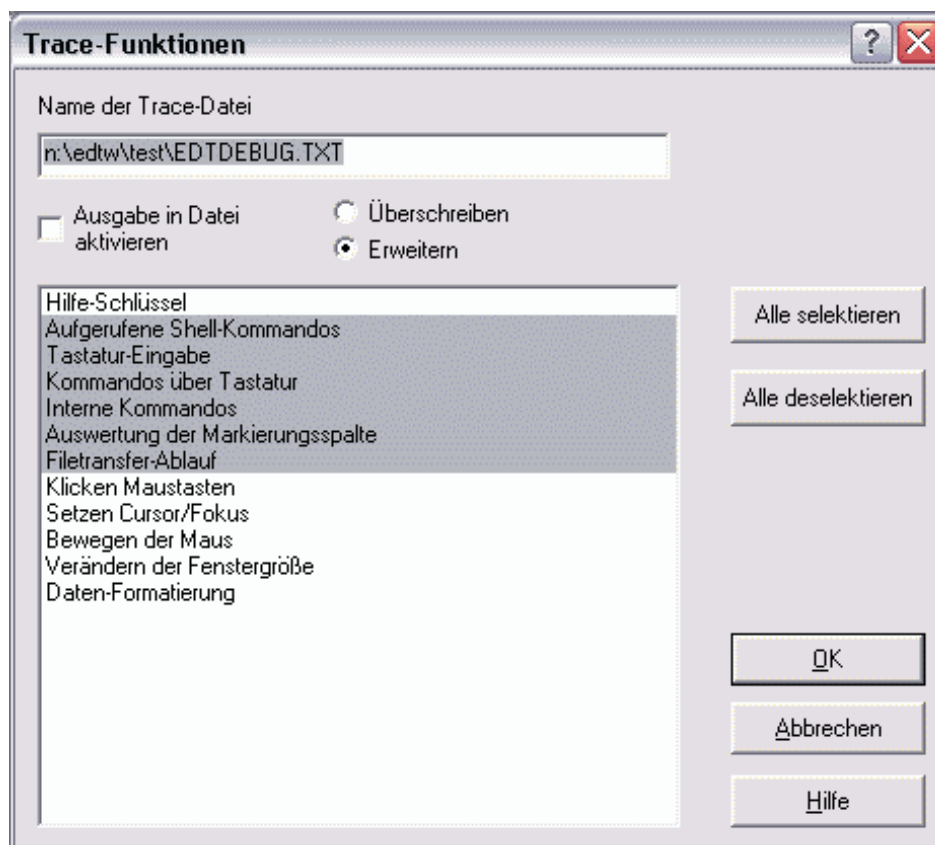 Trace-Funktionen
Name der Trace-Datei
n:\edtw\test\EDTDEBUG.TXT
Ausgabe in Datei
aktivieren
Überschreiben
Erweitern
Hilfe-Schlüssel
Aufgerufene Shell-Kommandos
Tastatur-Eingabe
Kommandos über Tastatur
Interne Kommandos
Auswertung der Markierungsspalte
Filetransfer-Ablauf
Klicken Maustasten
Setzen Cursor/Fokus
Bewegen der Maus
Verändern der Fenstergröße
Daten-Formatierung
Alle selektieren
Alle deselektieren
OK
Abbrechen
Hilfe